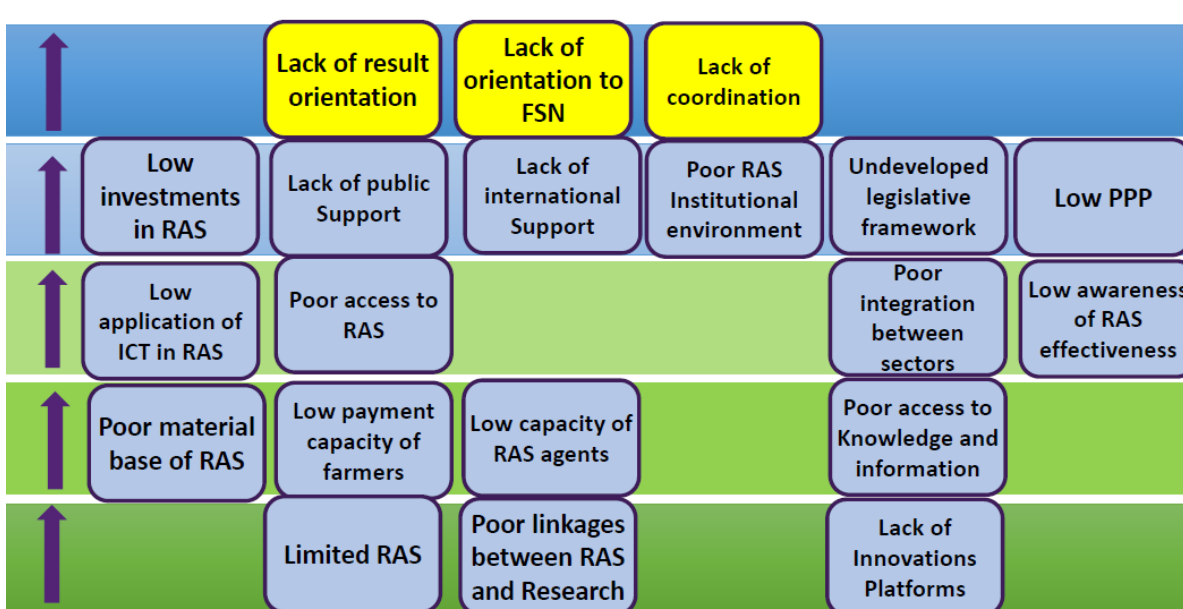 Lack of result
orientation
Lack of
orientation to
FSN
Lack of
coordination
Low
investments
in RAS
Lack of public
Support
Lack of
international
Support
Poor RAS
Institutional
environment
Undeveloped
legislative
framework
Low PPP
Low
application of
ICT in RAS
Poor access to
RAS
Poor
integration
between
sectors
Low awareness
of RAS
effectiveness
Poor material
base of RAS
Low payment
capacity of
farmers
Low capacity of
RAS agents
Poor access to
Knowledge and
information
Limited RAS
Poor linkages
between RAS
and Research
Lack of
Innovations
Platforms